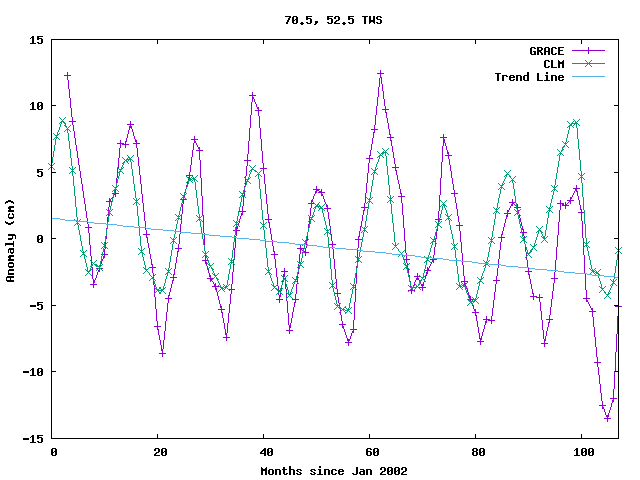 70.5, 52.5 TWS
GRACE
CLM
Trend Line
15
10
5
0
-5
-10
-15
Anomaly (cm)
0 20 40 60 80 100
Months since Jan 2002